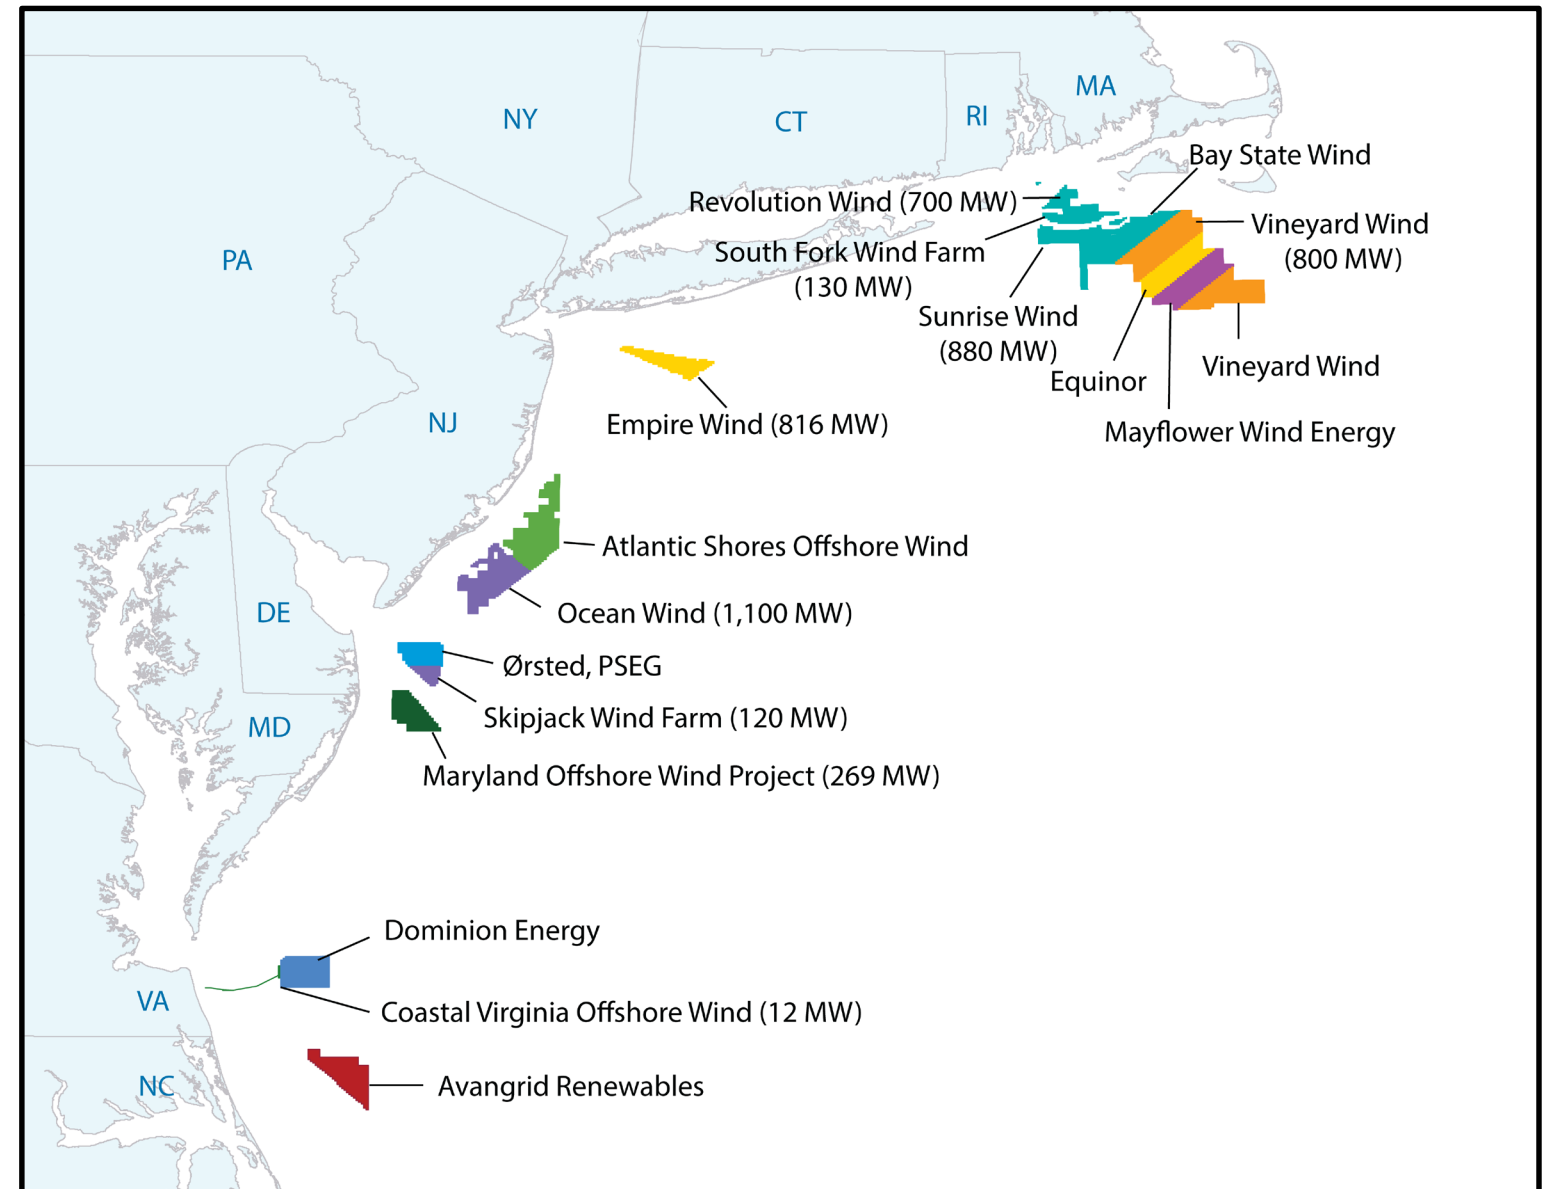 MA
NY
CT
RI
Bay State Wind
Revolution Wind (700 MW)
Vineyard Wind
(800 MW)
South Fork Wind Farm
(130 MW)
PA
Sunrise Wind
(880 MW)
Equinor
Vineyard Wind
Mayflower Wind Energy
NJ
Empire Wind (816 MW)
Atlantic Shores Offshore Wind
DE
Ocean Wind (1,100 MW)
Ørsted, PSEG
Skipjack Wind Farm (120 MW)
MD
Maryland Offshore Wind Project (269 MW)
Dominion Energy
VA
Coastal Virginia Offshore Wind (12 MW)
NC
Avangrid Renewables